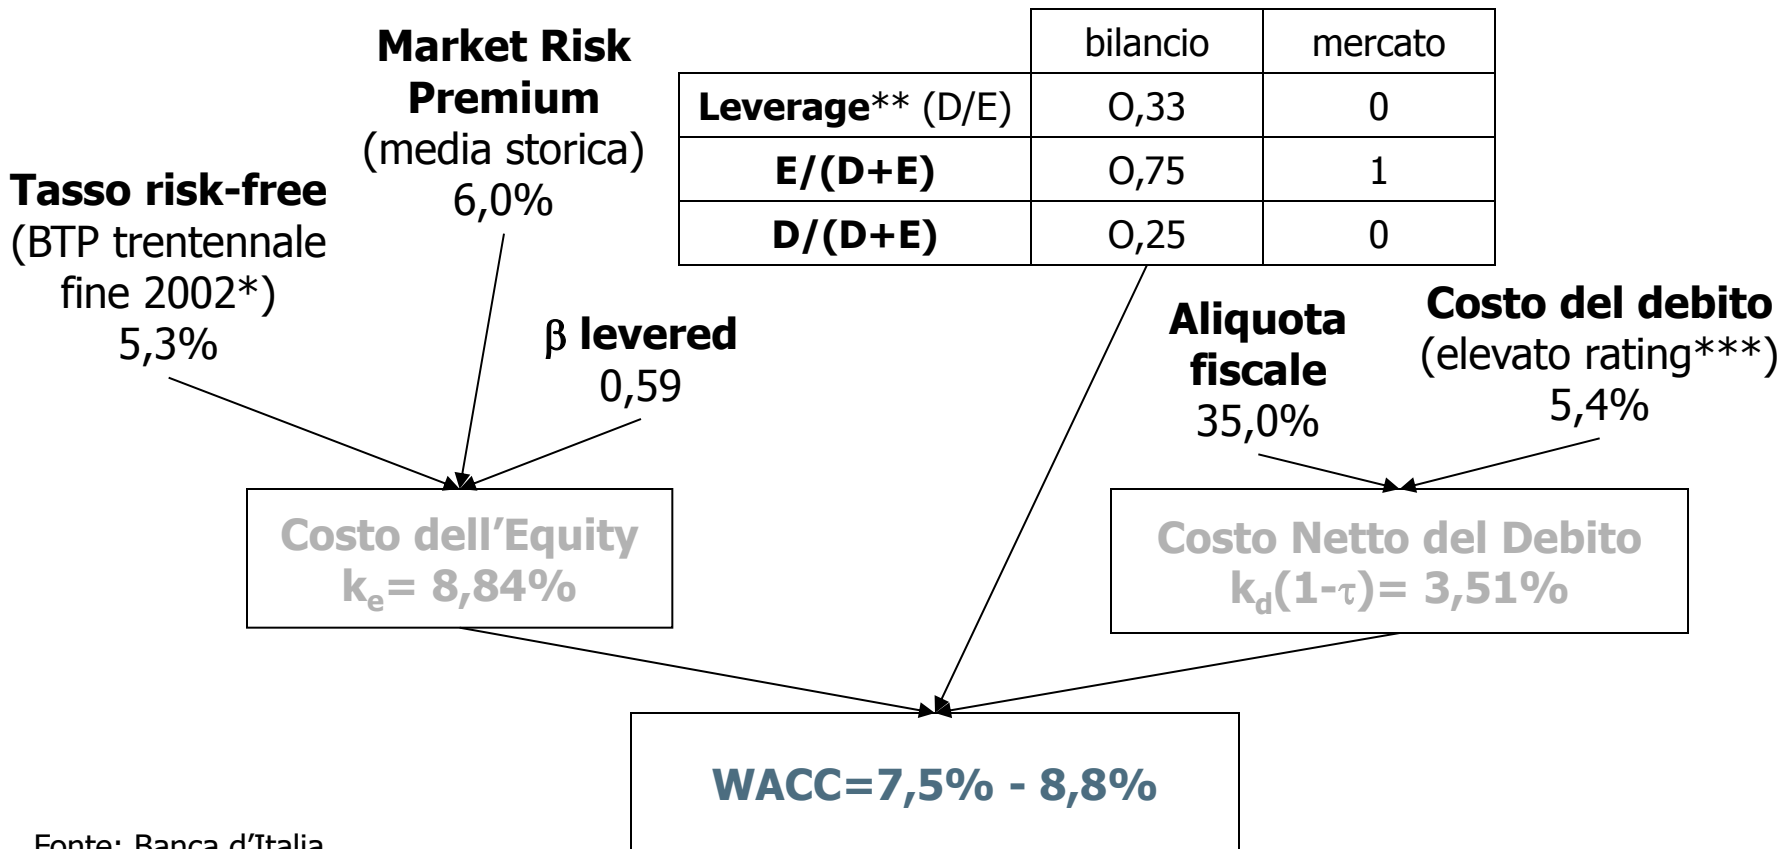 Market Risk
Premium
(media storica)
6,0%
bilancio mercato
Leverage** (D/E) O,33 0
E/(D+E) O,75 1
D/(D+E) O,25 0
Tasso risk-free
(BTP trentennale
fine 2002*)
5,3%
β levered
0,59
Aliquota
fiscale
35,0%
Costo del debito
(elevato rating***)
5,4%
Costo dell’Equity
ke= 8,84%
Costo Netto del Debito
kd(1-τ)= 3,51%
WACC=7,5% - 8,8%
Fonte: Banca d’Italia